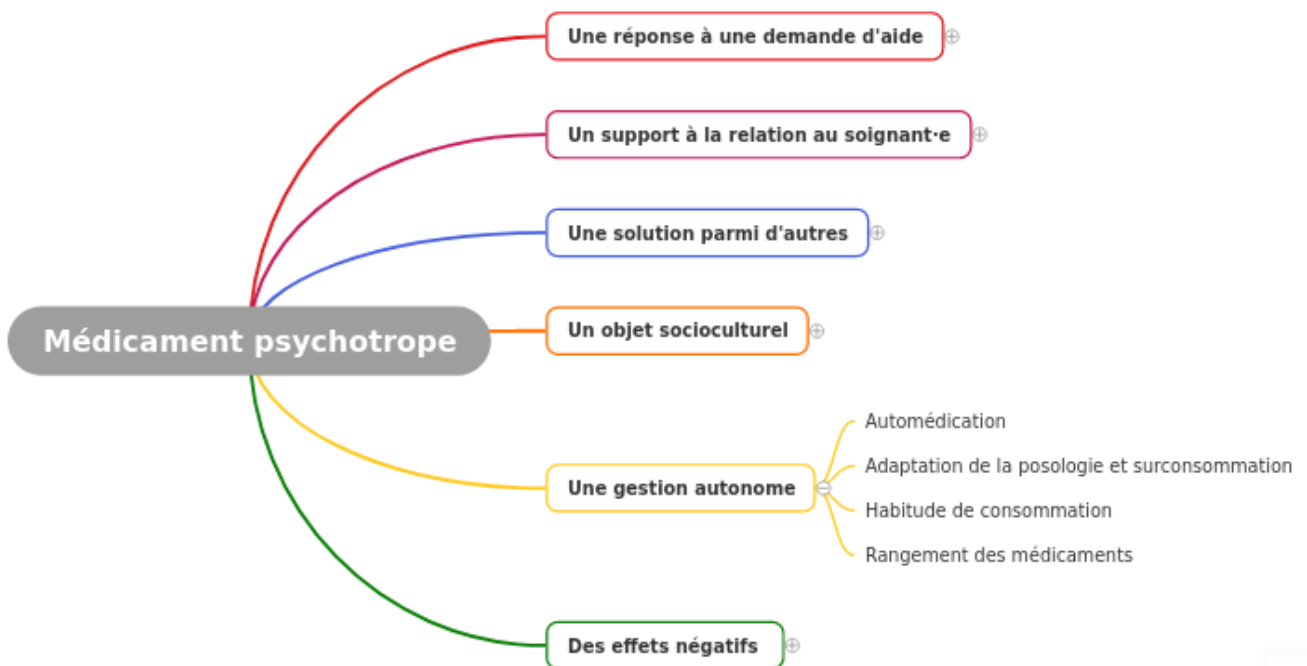 Une réponse à une demande d'aide
Un support à la relation au soignant·e
Une solution parmi d'autres
Un objet socioculturel
Médicament psychotrope
Automédication
Adaptation de la posologie et surconsommation
Une gestion autonome
Habitude de consommation
Rangement des médicaments
Des effets négatifs